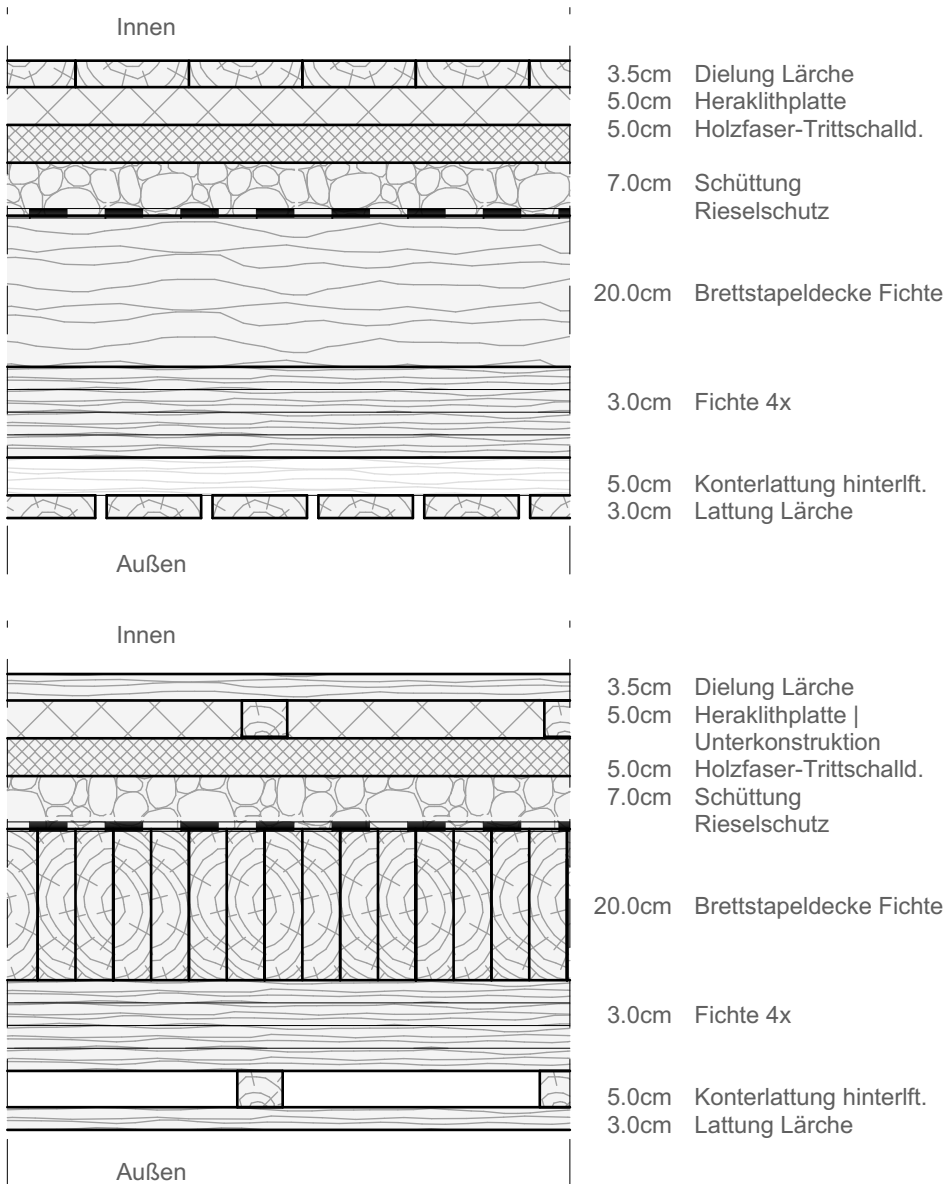 Innen
3.5cm Dielung Lärche
5.0cm Heraklithplatte
5.0cm Holzfaser-Trittschalld.
7.0cm Schüttung
Rieselschutz
20.0cm Brettstapeldecke Fichte
3.0cm Fichte 4x
5.0cm Konterlattung hinterlft.
3.0cm Lattung Lärche
Außen
Innen
3.5cm Dielung Lärche
5.0cm Heraklithplatte |
Unterkonstruktion
5.0cm Holzfaser-Trittschalld.
7.0cm Schüttung
Rieselschutz
20.0cm Brettstapeldecke Fichte
3.0cm Fichte 4x
5.0cm Konterlattung hinterlft.
3.0cm Lattung Lärche
Außen